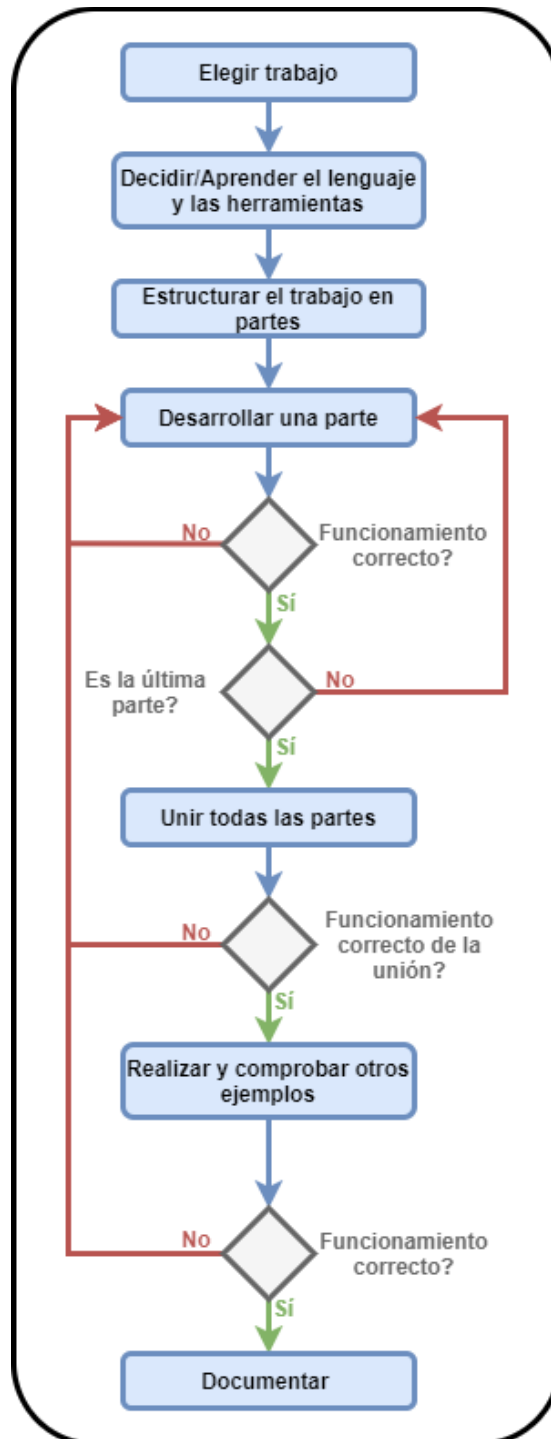 Elegir trabajo
Decidir/Aprender el lenguaje
y las herramientas
Estructurar el trabajo en
partes
Desarrollar una parte
No
Funcionamiento
correcto?
Sí
Es la última
parte?
No
Sí
Unir todas las partes
No
Funcionamiento
correcto de la
unión?
Sí
Realizar y comprobar otros
ejemplos
No
Funcionamiento
correcto?
Sí
Documentar